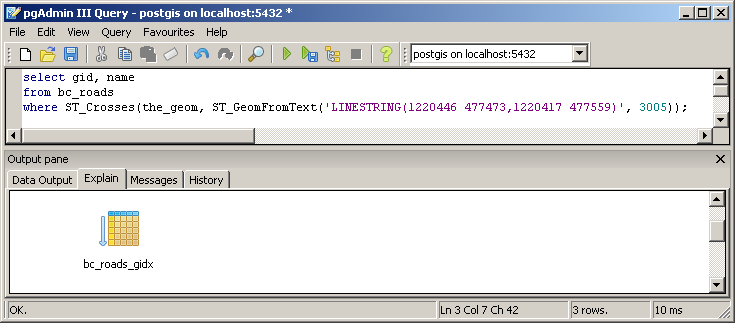 pgAdmin III Query - postgis on localhost:5432 *
File Edit View Query Favourites Help
postgis on localhost:5432
select gid, name
from bc_roads
where ST_Crosses(the_geom, ST_GeomFromText('LINESTRING(1220446 477473,1220417 477559)', 3005));
Output pane
Data Output Explain Messages History
bc_roads_gidx
OK. Ln 3 Col 7 Ch 42 3 rows. 10 ms